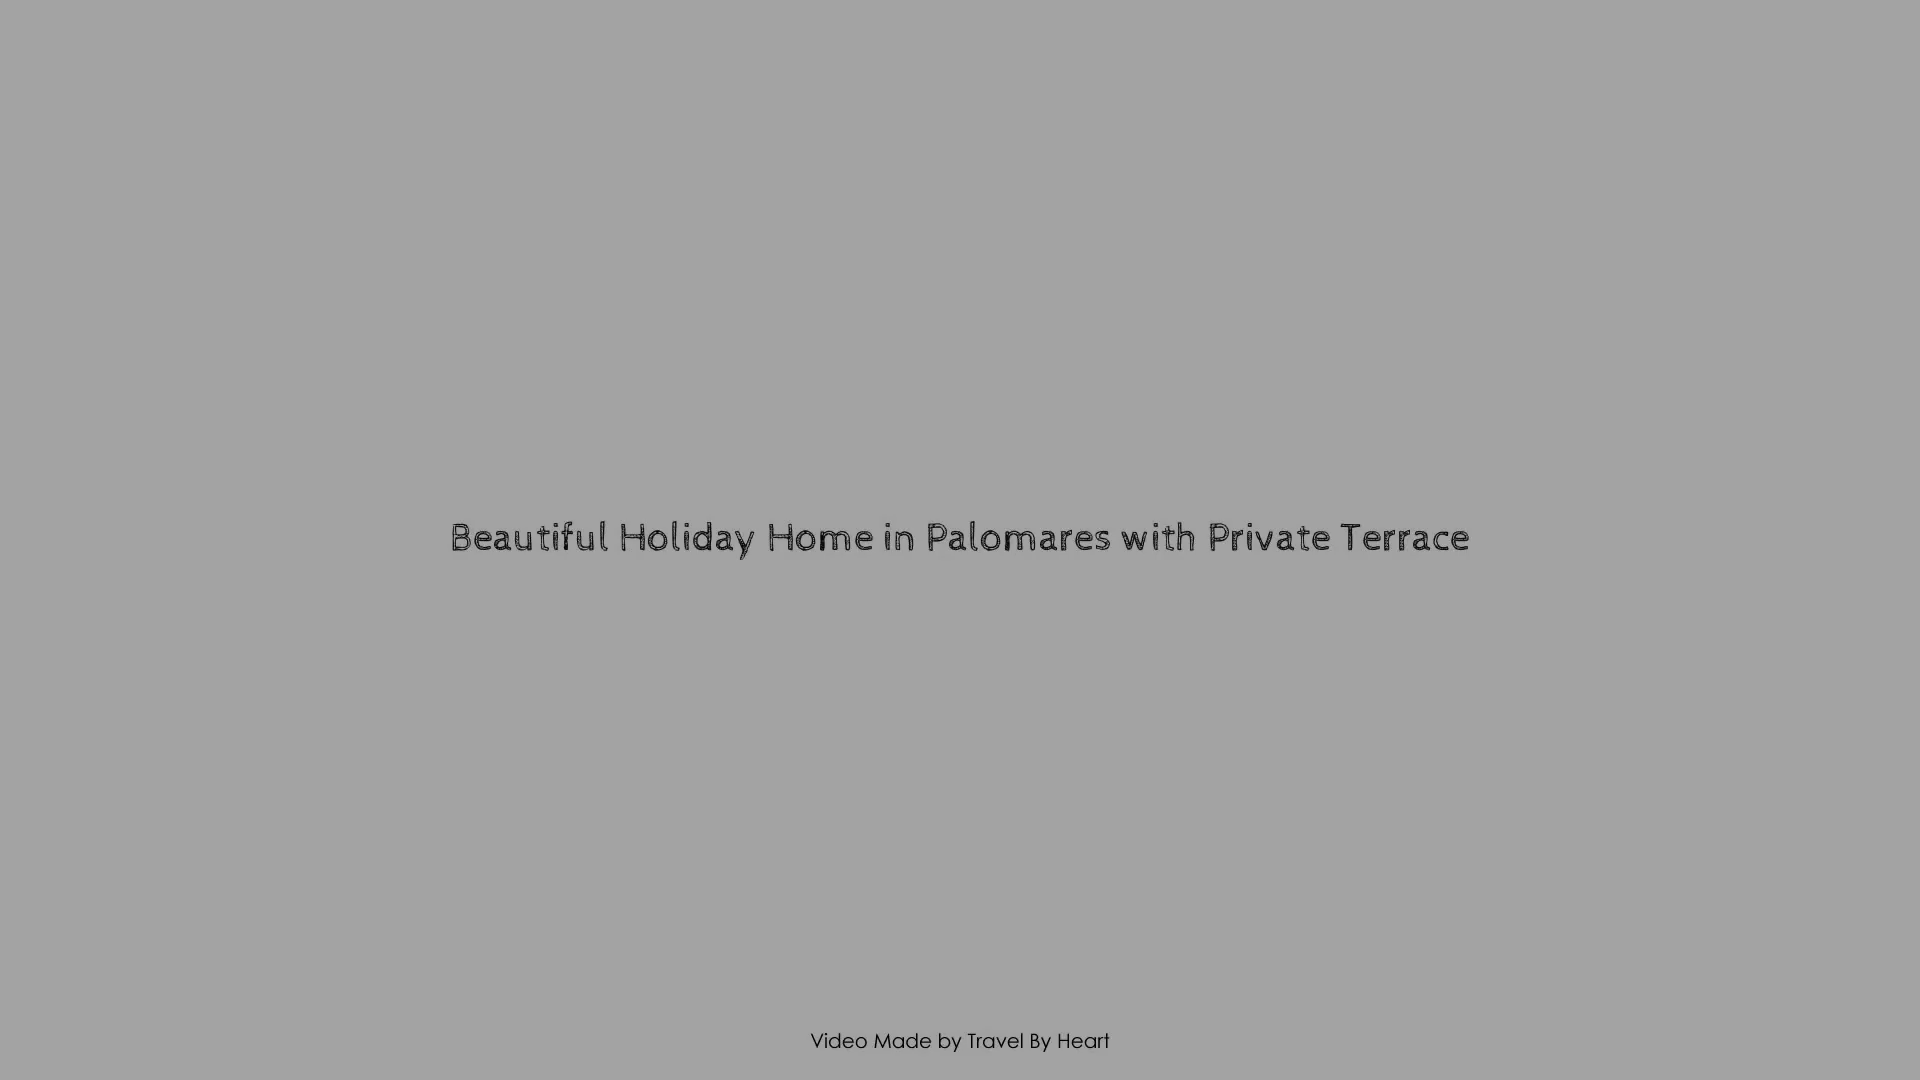 Beautiful Holiday Home in Palomares with Private Terrace
Video Made by Travel By Heart